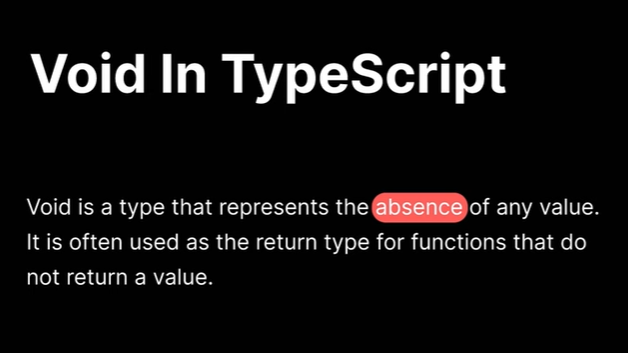 Void In TypeScript
Void is a type that represents the absence of any value.
It is often used as the return type for functions that do
not return a value.